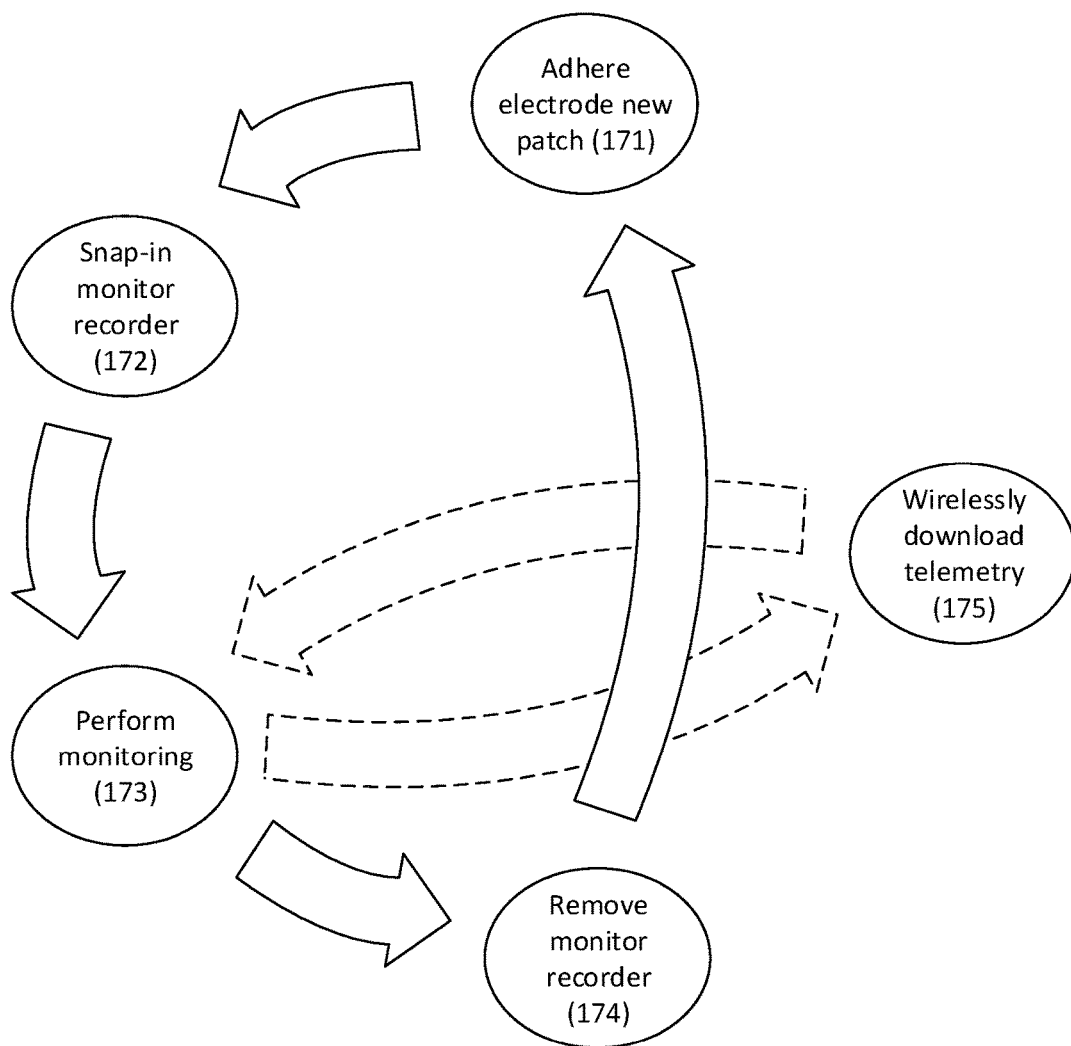 Adhere
electrode new
patch (171)
Snap-in
monitor
recorder
(172)
Wirelessly
download
telemetry
(175)
Perform
monitoring
(173)
Remove
monitor
recorder
(174)